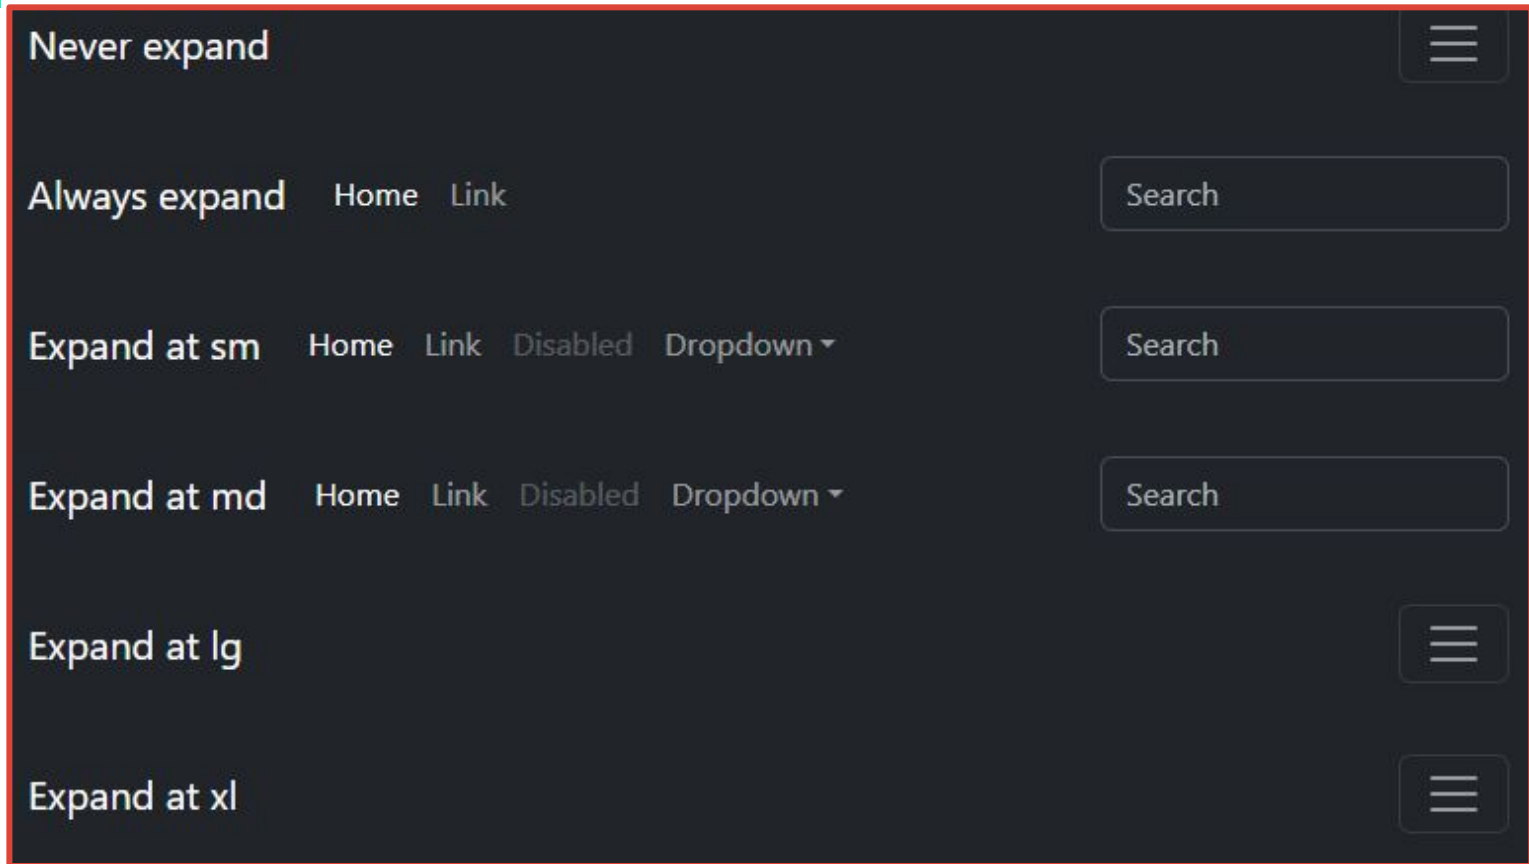 Never expand
Always expand Home Link Search
Expand at sm Home Link Disabled Dropdown Search
Expand at md Home Link Disabled Dropdown Search
Expand at lg
Expand at xl